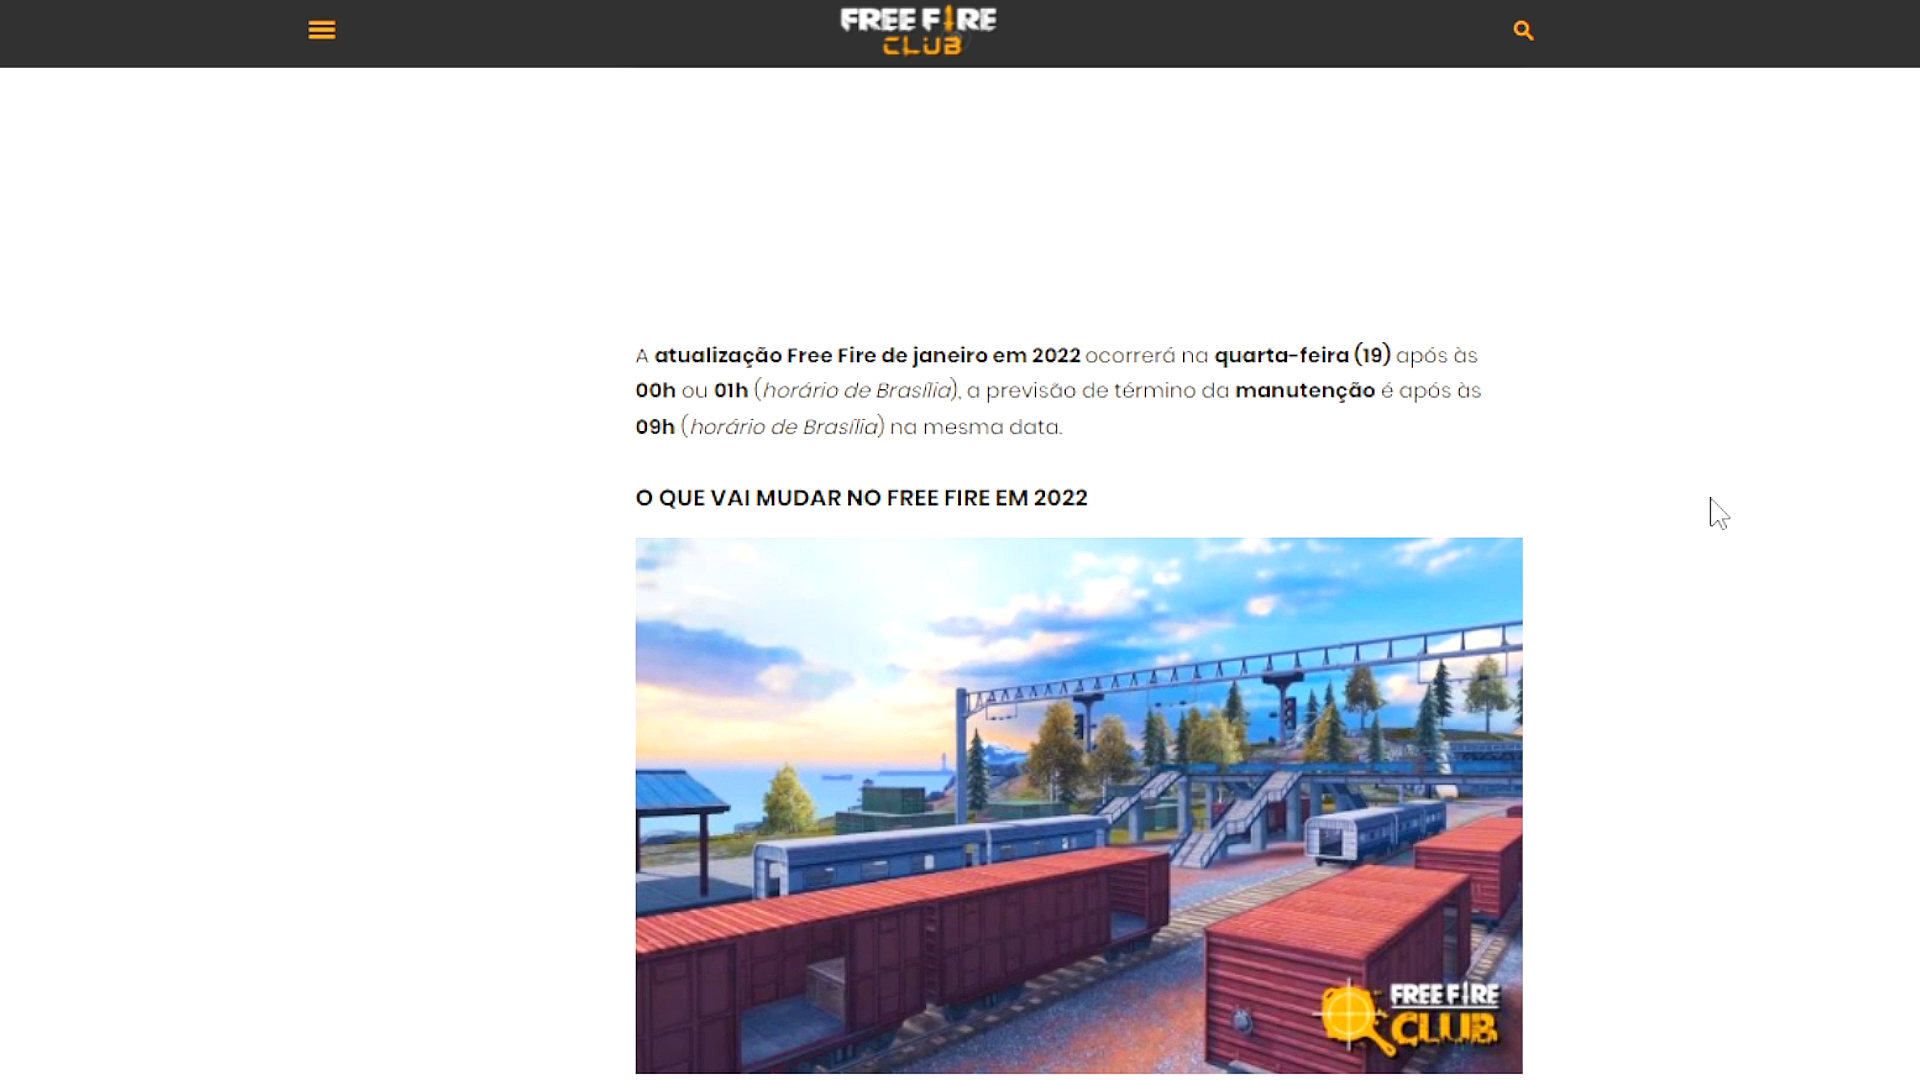 FREE FIRE
CLUB
A atualização Free Fire de janeiro em 2022 ocorrerá na quarta-feira (19) após às
00h ou 01h (horário de Brasília), a previsão de término da manutenção é após às
09h (horário de Brasília) na mesma data.
O QUE VAI MUDAR NO FREE FIRE EM 2022
FREE FIRE
CLUB